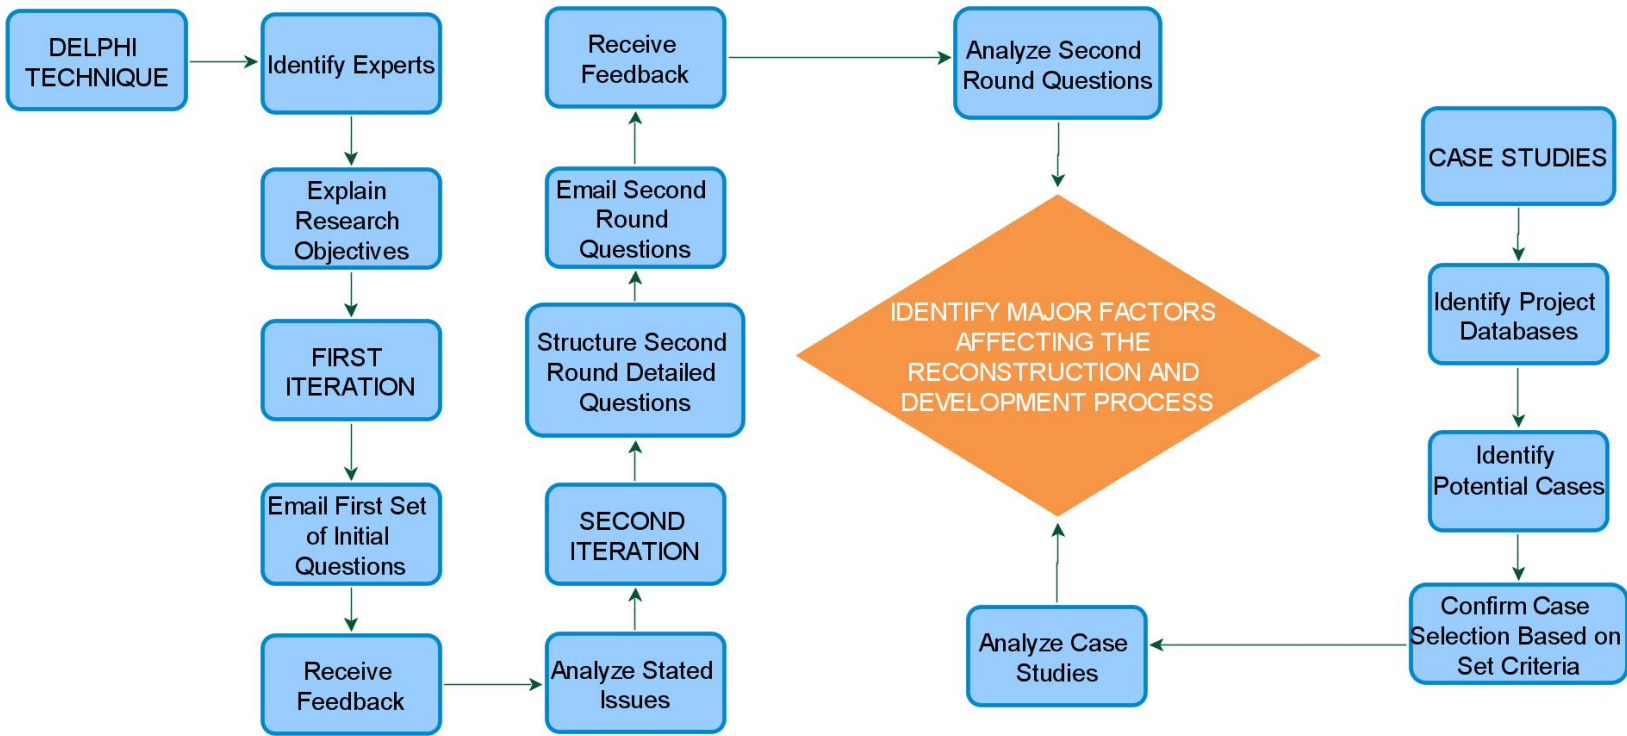 DELPHI
TECHNIQUE
Identify Experts
Explain
Research
Objectives
FIRST
ITERATION
Email First Set
of Initial
Questions
Receive
Feedback
Analyze Stated
Issues
SECOND
ITERATION
Structure Second
Round Detailed
Questions
Email Second
Round
Questions
Receive
Feedback
Analyze Second
Round Questions
IDENTIFY MAJOR FACTORS
AFFECTING THE
RECONSTRUCTION AND
DEVELOPMENT PROCESS
CASE STUDIES
Identify Project
Databases
Identify
Potential Cases
Confirm Case
Selection Based on
Set Criteria
Analyze Case
Studies